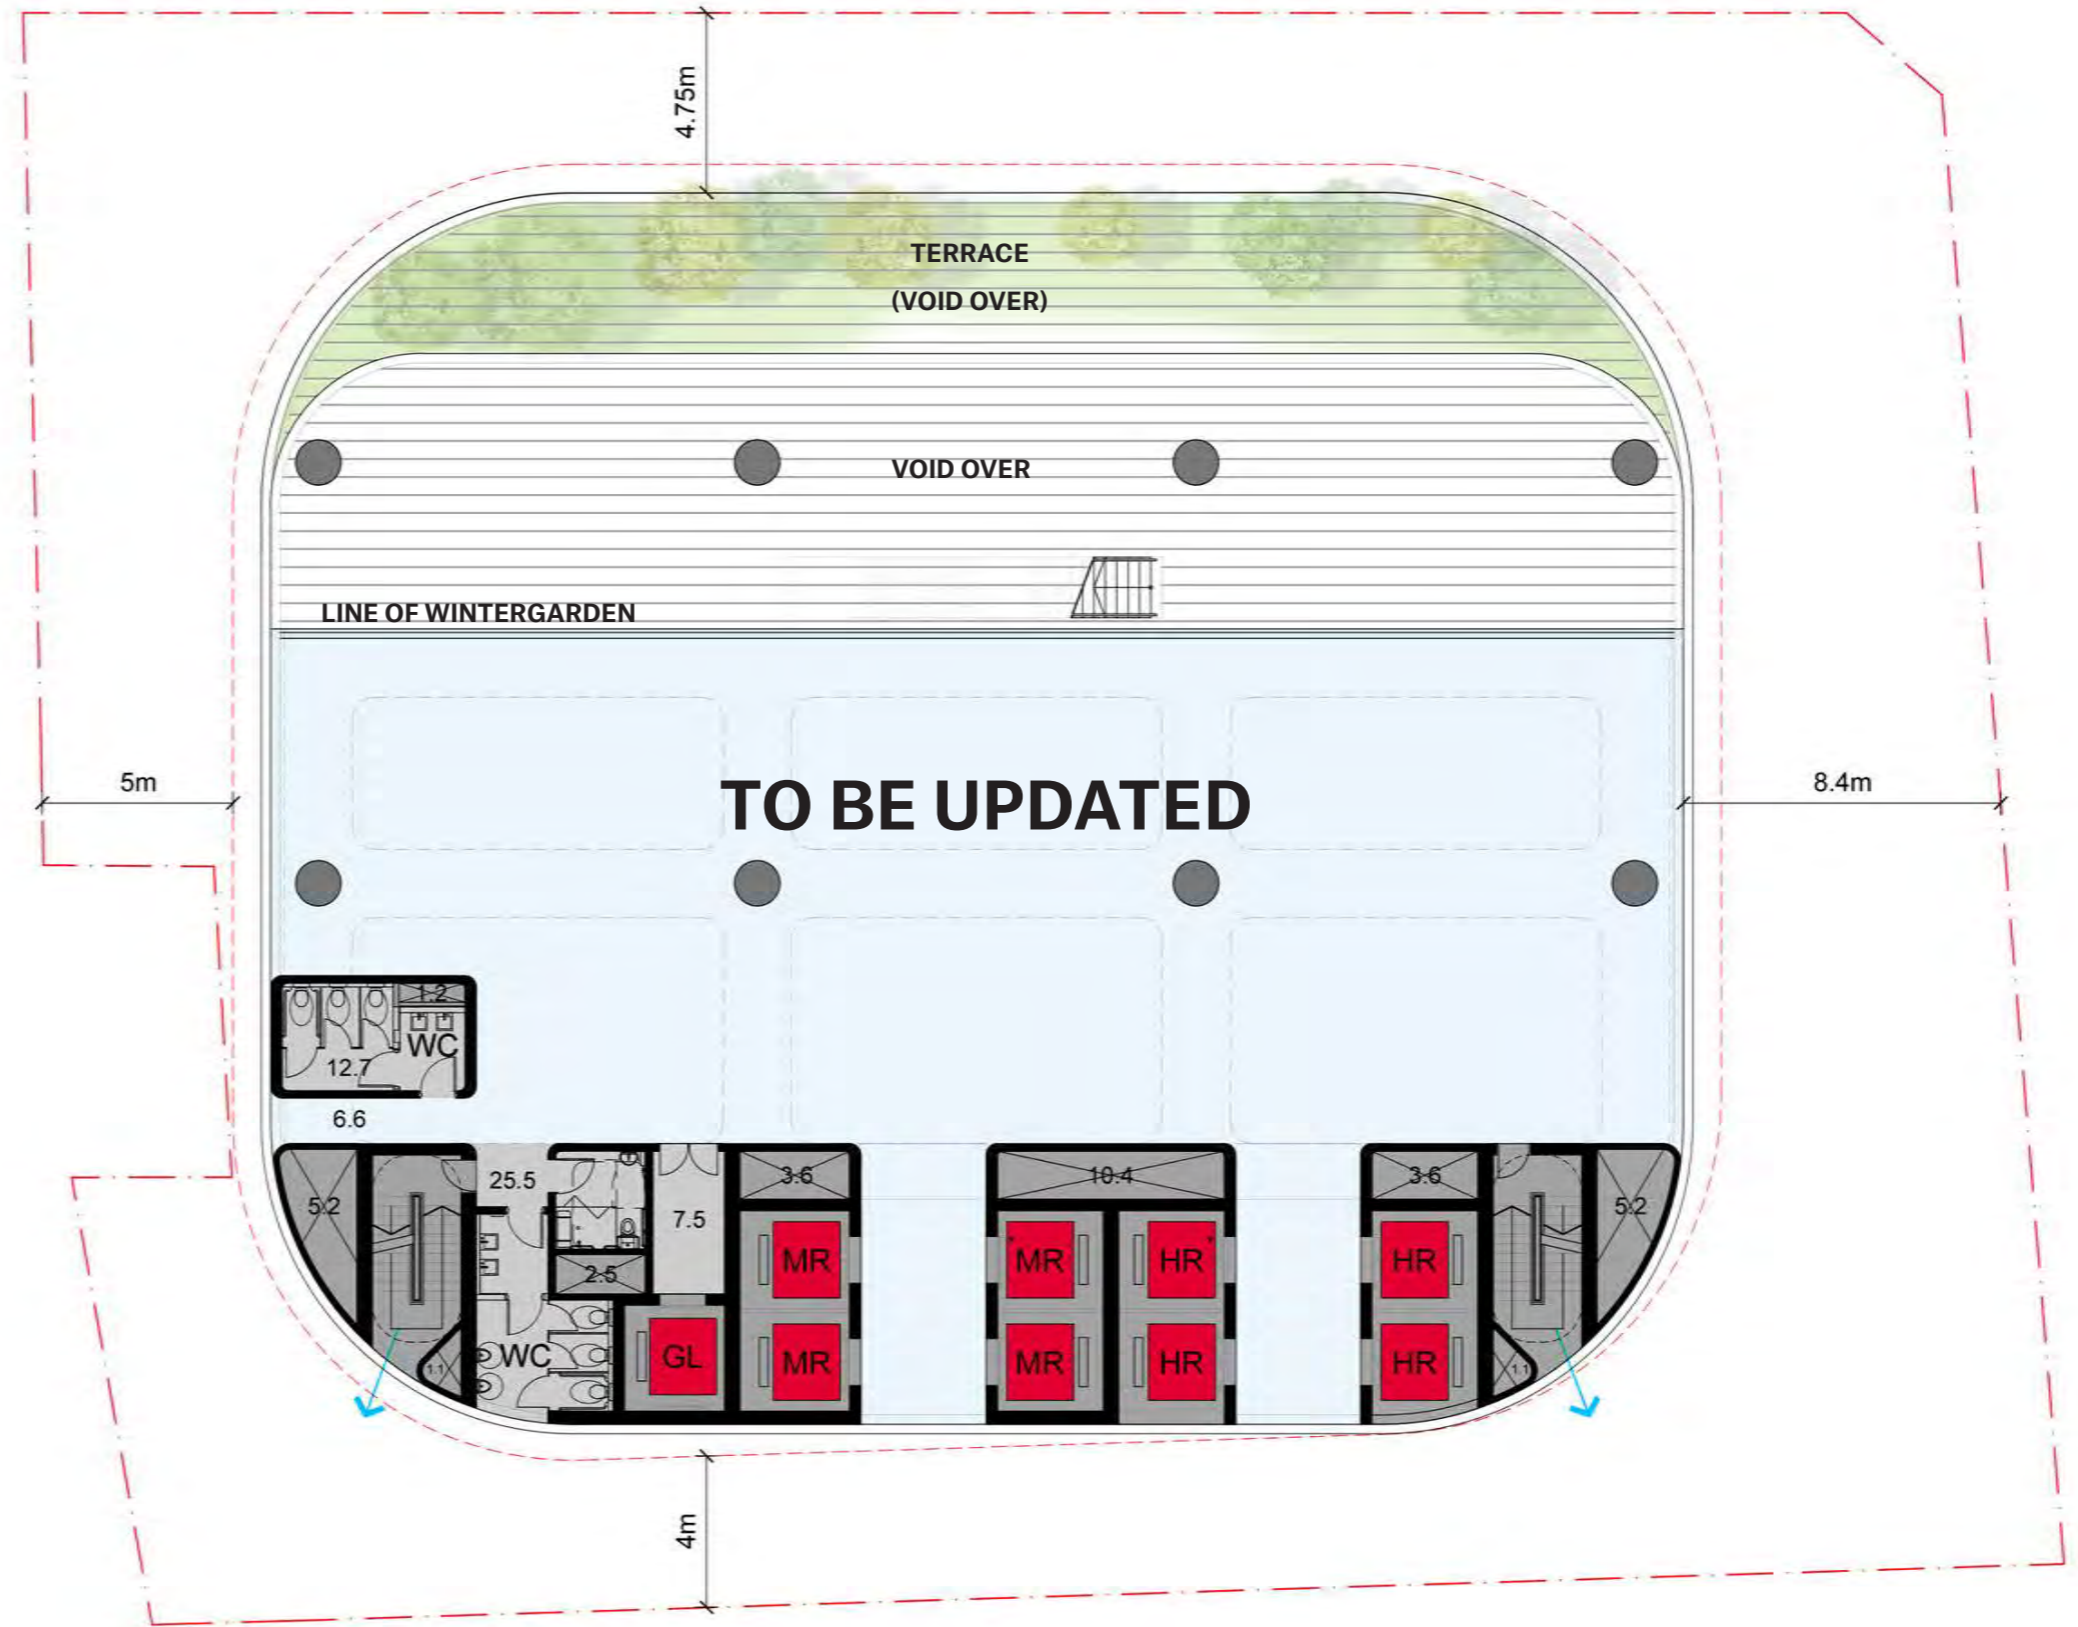 4.75m
TERRACE
(VOID OVER)
VOID OVER
LINE OF WINTERGARDEN
5m
TO BE UPDATED
8.4m
1.2
WC
12.7
6.6
5.2
25.5
7.5
3.6
10.4
3.6
5.2
2.5
MR
MR
HR
HR
WC
GL
MR
MR
HR
HR
1.1
1.1
4m